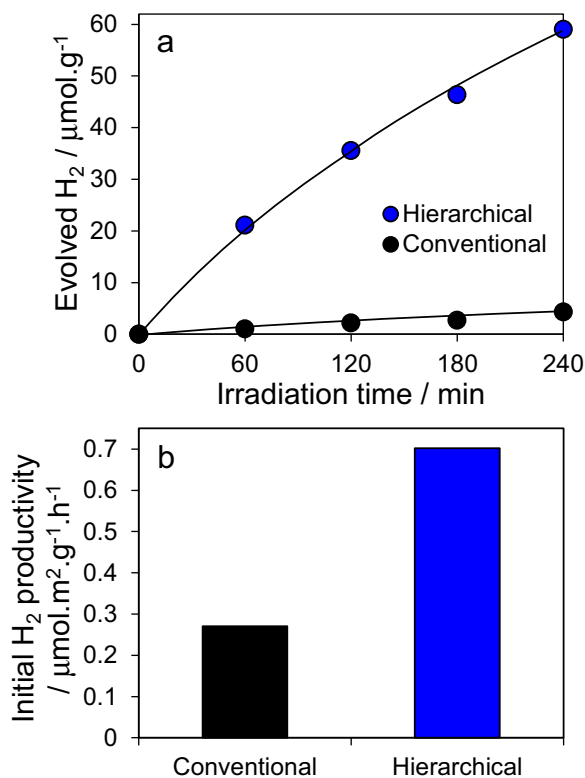 a
Evolved H₂ / μmol.g⁻¹
60
50
40
30
20
10
0
Hierarchical
Conventional
0 60 120 180 240
Irradiation time / min
b
Initial H₂ productivity
/ μmol.m².g⁻¹.h⁻¹
0.7
0.6
0.5
0.4
0.3
0.2
0.1
0
Conventional Hierarchical